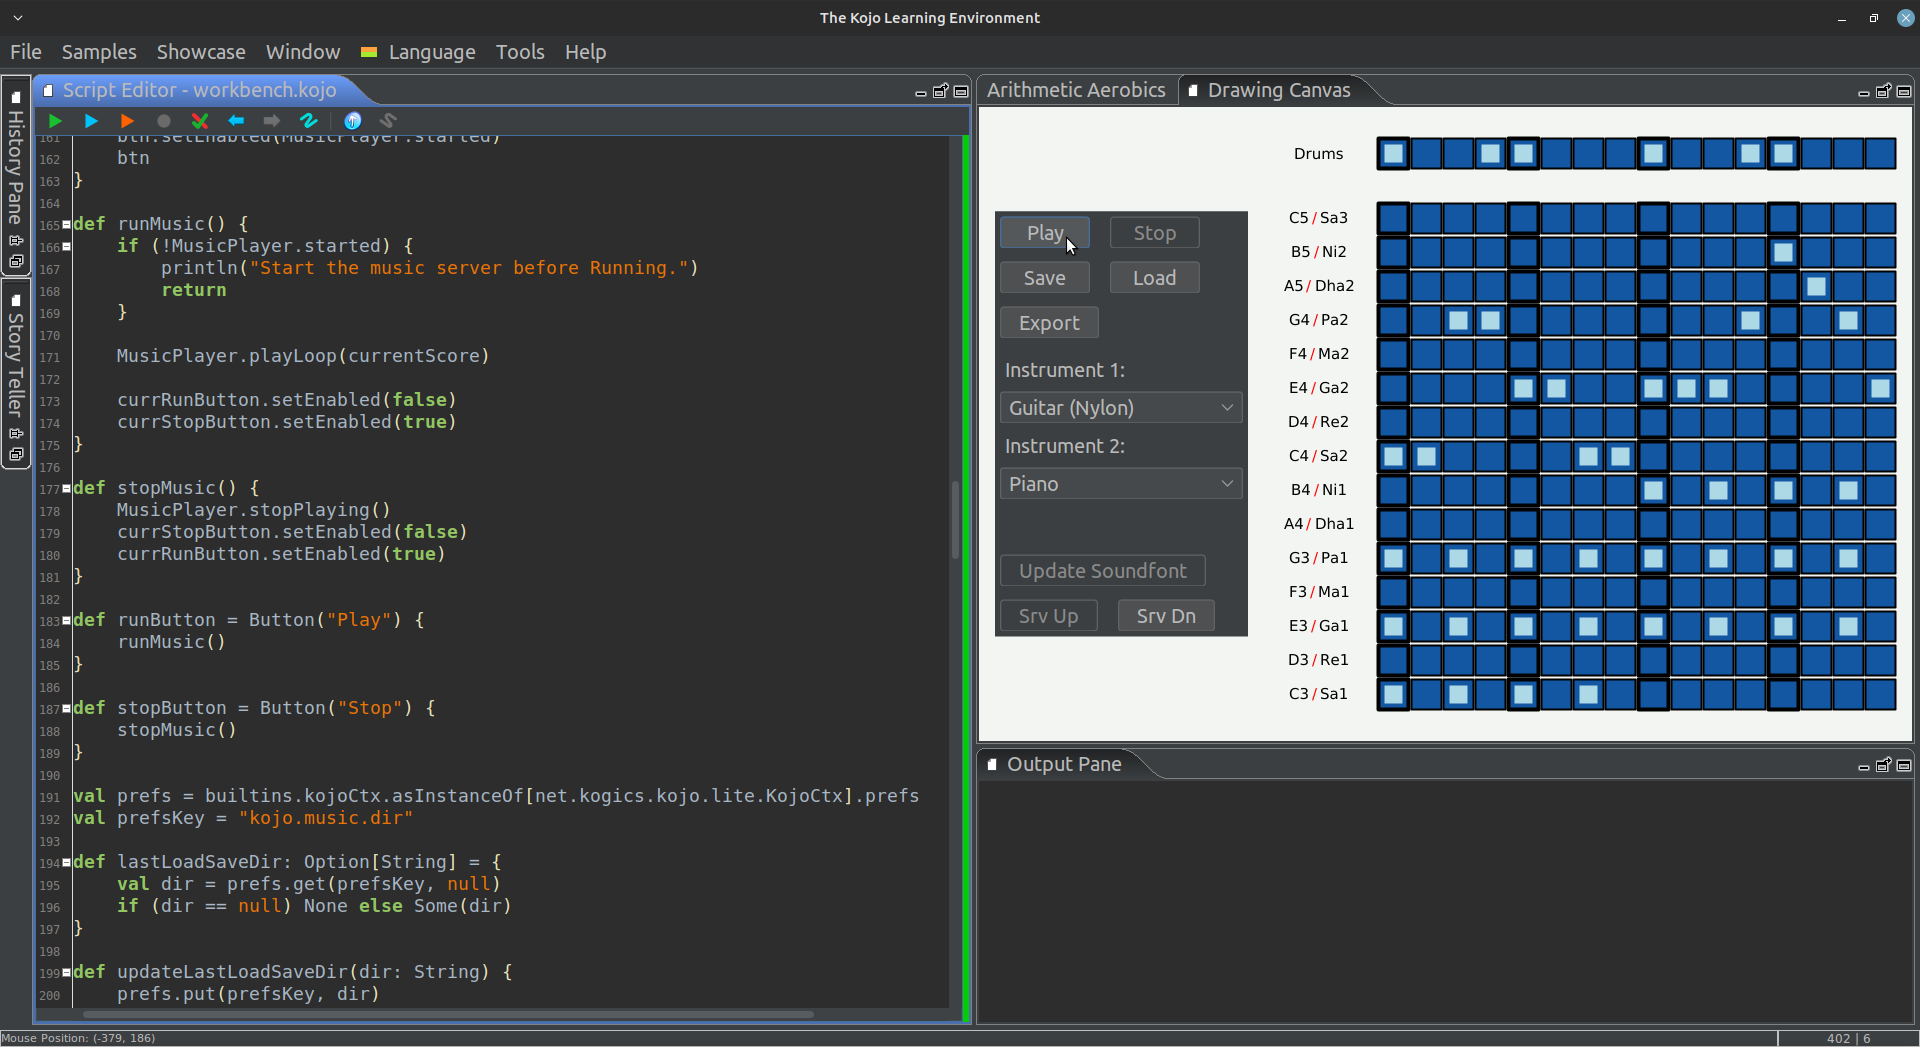 The Kojo Learning Environment
File Samples Showcase Window Language Tools Help
History Pane
Story Teller
Script Editor - workbench.kojo
161 btn.setEnabled(MusicPlayer.started)
162 btn
163 }
164
165 def runMusic() {
166 if (!MusicPlayer.started) {
167 println("Start the music server before Running.")
168 return
169 }
170
171 MusicPlayer.playLoop(currentScore)
172
173 currRunButton.setEnabled(false)
174 currStopButton.setEnabled(true)
175 }
176
177 def stopMusic() {
178 MusicPlayer.stopPlaying()
179 currStopButton.setEnabled(false)
180 currRunButton.setEnabled(true)
181 }
182
183 def runButton = Button("Play") {
184 runMusic()
185 }
186
187 def stopButton = Button("Stop") {
188 stopMusic()
189 }
190
191 val prefs = builtins.kojoCtx.asInstanceOf[net.kogics.kojo.lite.KojoCtx].prefs
192 val prefsKey = "kojo.music.dir"
193
194 def lastLoadSaveDir: Option[String] = {
195 val dir = prefs.get(prefsKey, null)
196 if (dir == null) None else Some(dir)
197 }
198
199 def updateLastLoadSaveDir(dir: String) {
200 prefs.put(prefsKey, dir)
Arithmetic Aerobics
Drawing Canvas
Play Stop
Save Load
Export
Instrument 1:
Guitar (Nylon)
Instrument 2:
Piano
Update Soundfont
Srv Up Srv Dn
Drums
C5/Sa3
B5/Ni2
A5/Dha2
G4/Pa2
F4/Ma2
E4/Ga2
D4/Re2
C4/Sa2
B4/Ni1
A4/Dha1
G3/Pa1
F3/Ma1
E3/Ga1
D3/Re1
C3/Sa1
Output Pane
Mouse Position: (-379, 186)
402 | 6